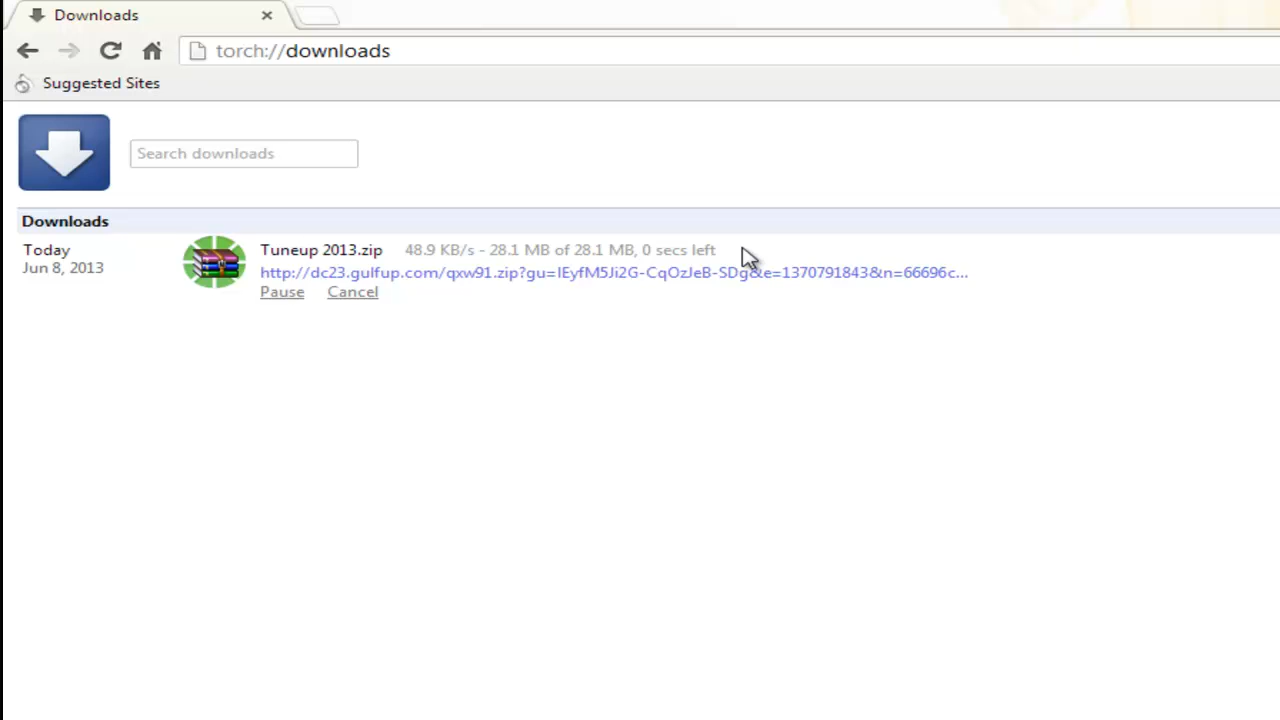 Downloads
torch://downloads
Suggested Sites
Search downloads
Downloads
Today Tuneup 2013.zip 48.9 KB/s - 28.1 MB of 28.1 MB, 0 secs left
Jun 8, 2013 http://dc23.gulfup.com/qxw91.zip?gu=IEyfM5Ji2G-CqOzJeB-SDg&e=1370791843&n=66696c...
Pause Cancel